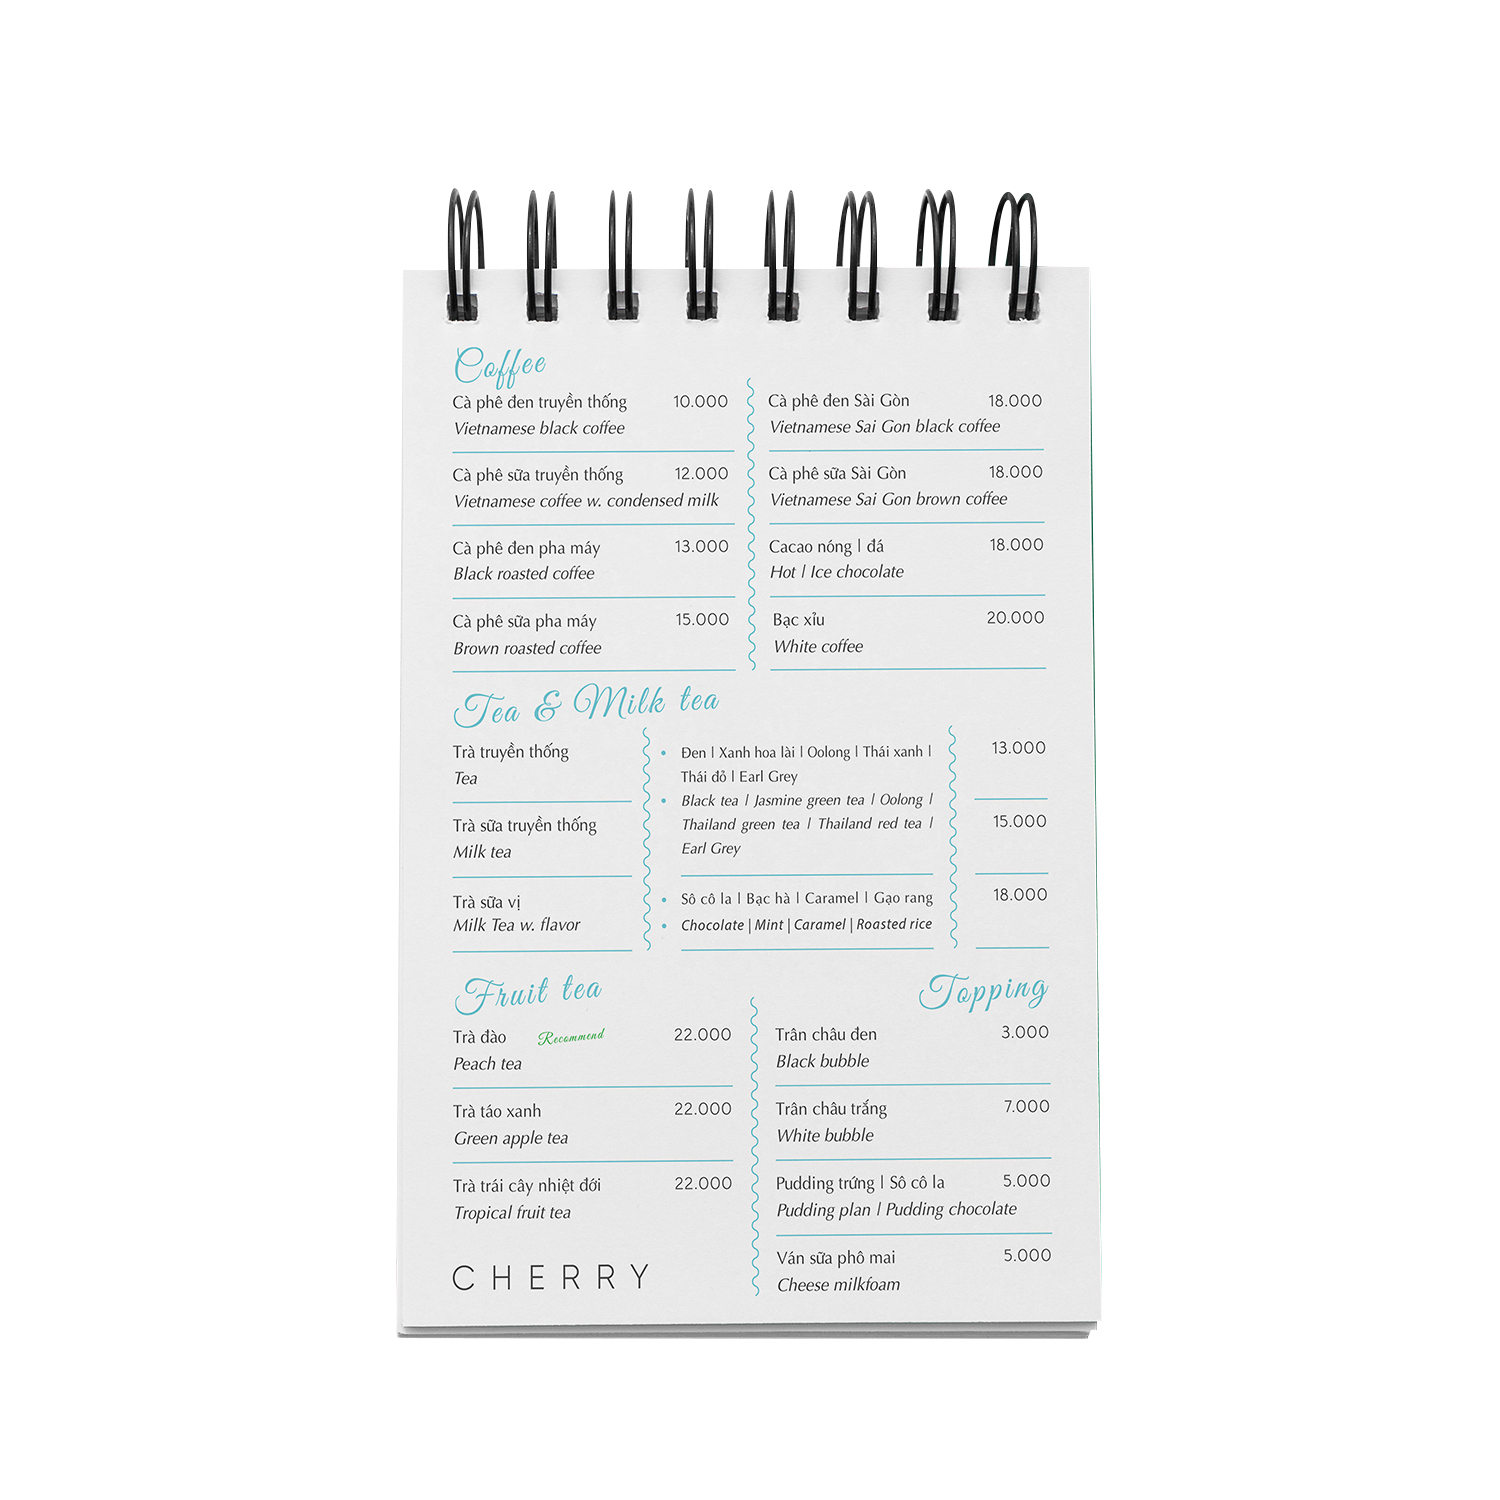 Coffee
Cà phê đen truyền thống 10.000
Vietnamese black coffee
Cà phê sữa truyền thống 12.000
Vietnamese coffee w. condensed milk
Cà phê đen pha máy 13.000
Black roasted coffee
Cà phê sữa pha máy 15.000
Brown roasted coffee
Cà phê đen Sài Gòn 18.000
Vietnamese Sai Gon black coffee
Cà phê sữa Sài Gòn 18.000
Vietnamese Sai Gon brown coffee
Cacao nóng | đá 18.000
Hot | Ice chocolate
Bạc xỉu 20.000
White coffee
Tea & Milk tea
Trà truyền thống
Tea
Trà sữa truyền thống
Milk tea
Trà sữa vị
Milk Tea w. flavor
• Đen | Xanh hoa lài | Oolong | Thái xanh |
Thái đỏ | Earl Grey
• Black tea | Jasmine green tea | Oolong |
Thailand green tea | Thailand red tea |
Earl Grey
• Sô cô la | Bạc hà | Caramel | Gạo rang
• Chocolate | Mint | Caramel | Roasted rice
13.000
15.000
18.000
Fruit tea
Trà đào Recommend 22.000
Peach tea
Trà táo xanh 22.000
Green apple tea
Trà trái cây nhiệt đới 22.000
Tropical fruit tea
Topping
Trân châu đen 3.000
Black bubble
Trân châu trắng 7.000
White bubble
Pudding trứng | Sô cô la 5.000
Pudding plan | Pudding chocolate
Ván sữa phô mai 5.000
Cheese milkfoam
CHERRY